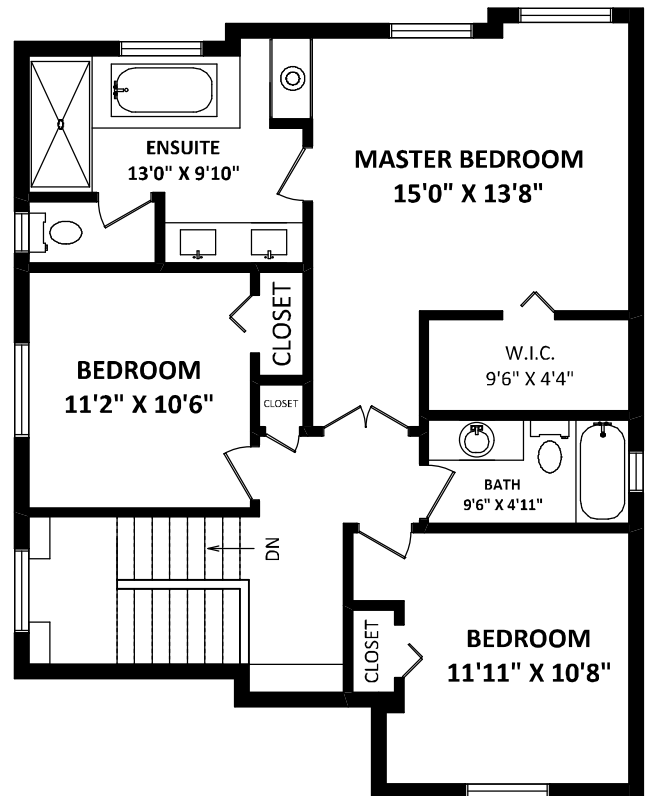 ENSUITE
13'0" X 9'10"
MASTER BEDROOM
15'0" X 13'8"
CLOSET
BEDROOM
11'2" X 10'6"
W.I.C.
9'6" X 4'4"
CLOSET
BATH
9'6" X 4'11"
DN
CLOSET
BEDROOM
11'11" X 10'8"